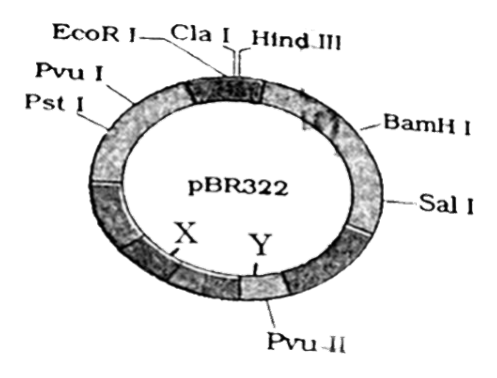 EcoR I
Cla I
Hind III
Pvu I
Pst I
BamH I
pBR322
Sal I
X
Y
Pvu II